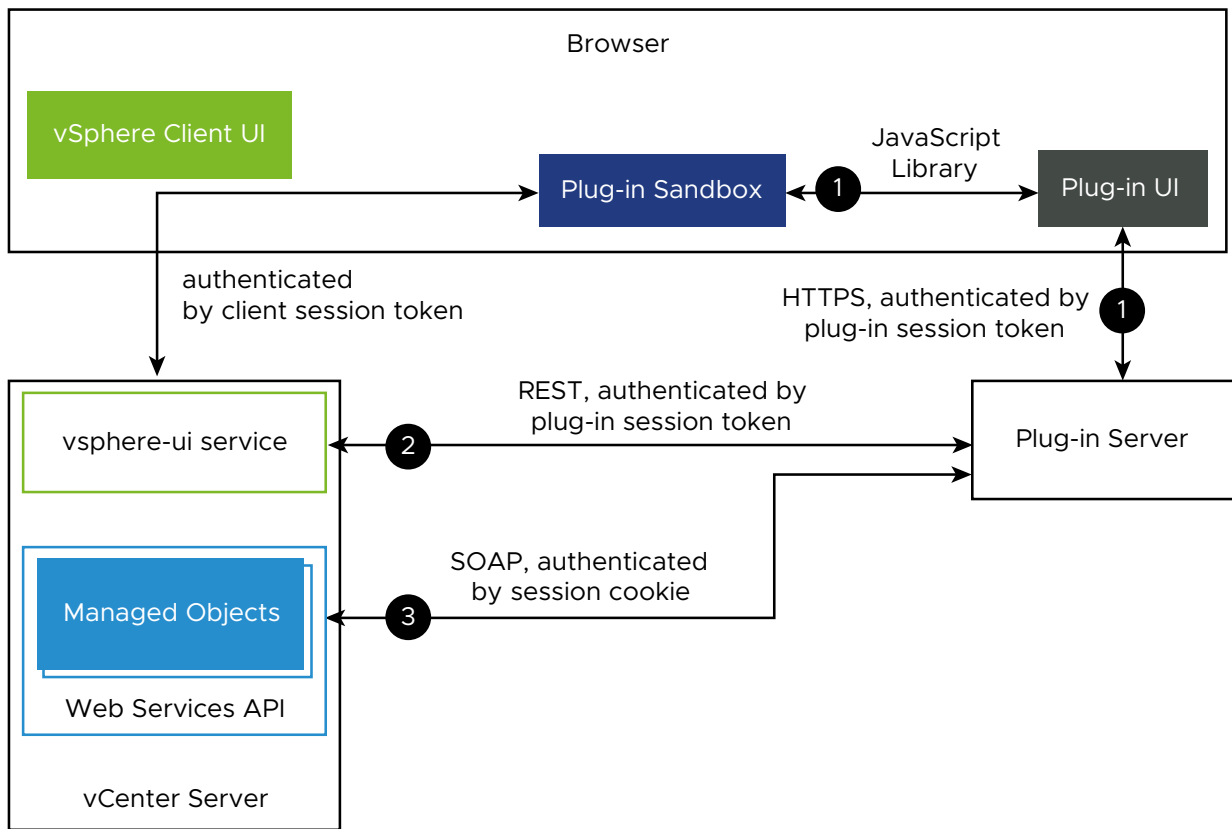 Browser
vSphere Client UI
Plug-in Sandbox
1
JavaScript
Library
Plug-in UI
authenticated
by client session token
HTTPS, authenticated by
plug-in session token
1
vsphere-ui service
2
REST, authenticated by
plug-in session token
Plug-in Server
Managed Objects
Web Services API
3
SOAP, authenticated
by session cookie
vCenter Server